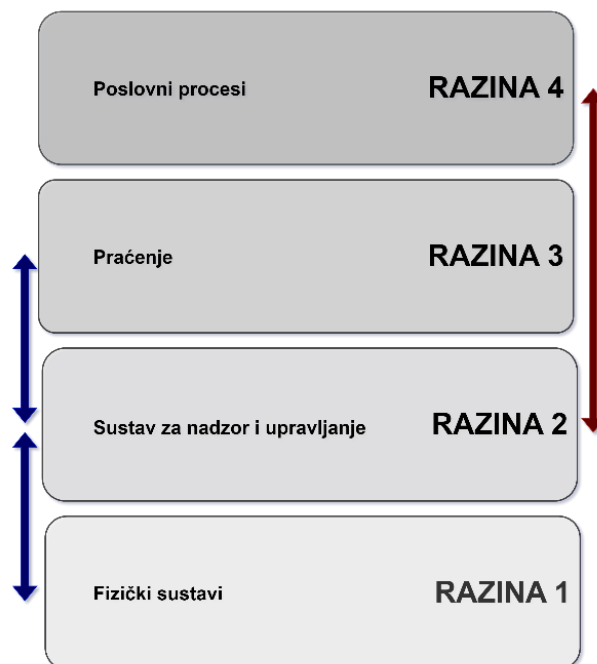 Poslovni procesi RAZINA 4
Praćenje RAZINA 3
Sustav za nadzor i upravljanje RAZINA 2
Fizički sustavi RAZINA 1